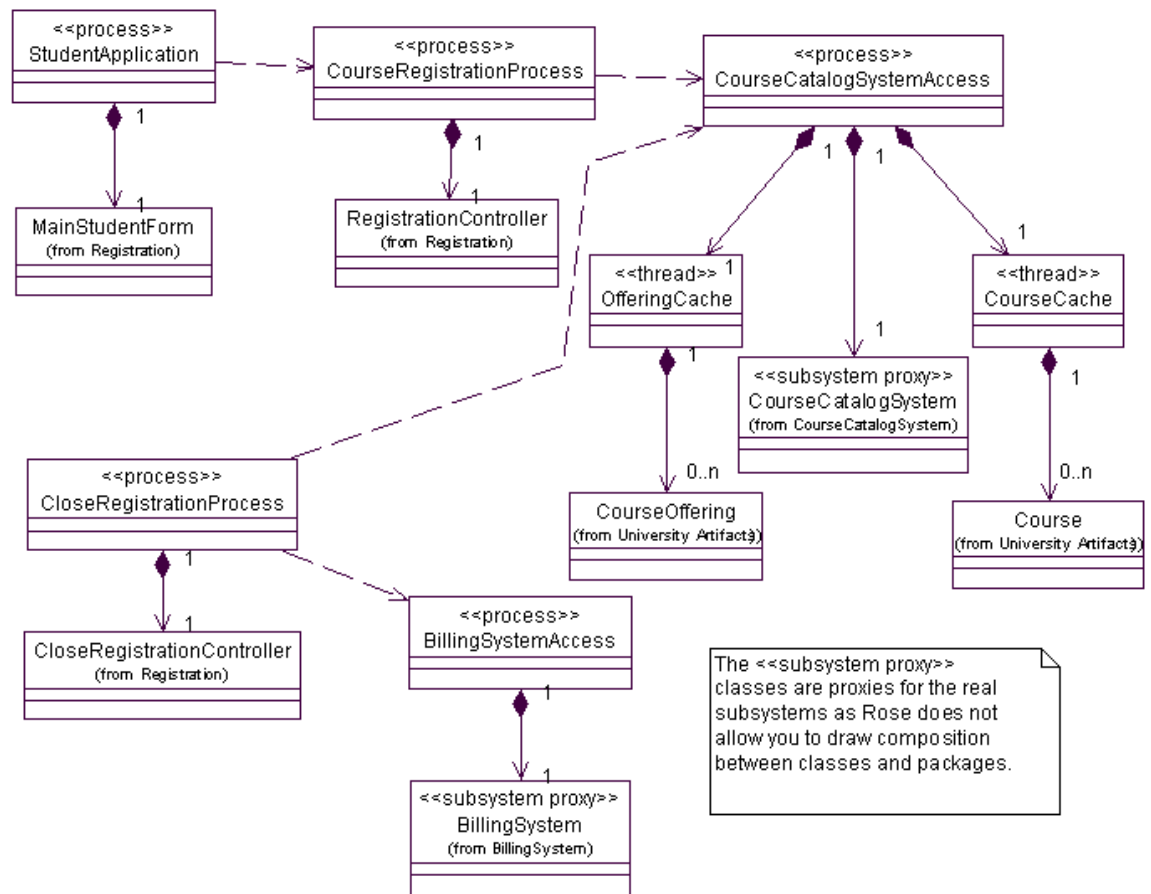 <<process>>
StudentApplication
<<process>>
CourseRegistrationProcess
<<process>>
CourseCatalogSystemAccess
1
1
1
1
1
1
MainStudentForm
(from Registration)
1
RegistrationController
(from Registration)
1
<<thread>>
OfferingCache
1
<<thread>>
CourseCache
1
1
1
<<subsystem proxy>>
CourseCatalogSystem
(from CourseCatalogSystem)
<<process>>
CloseRegistrationProcess
0..n
0..n
CourseOffering
(from University Artifacts)
Course
(from University Artifacts)
1
1
CloseRegistrationController
(from Registration)
<<process>>
BillingSystemAccess
1
1
<<subsystem proxy>>
BillingSystem
(from BillingSystem)
The <<subsystem proxy>>
classes are proxies for the real
subsystems as Rose does not
allow you to draw composition
between classes and packages.